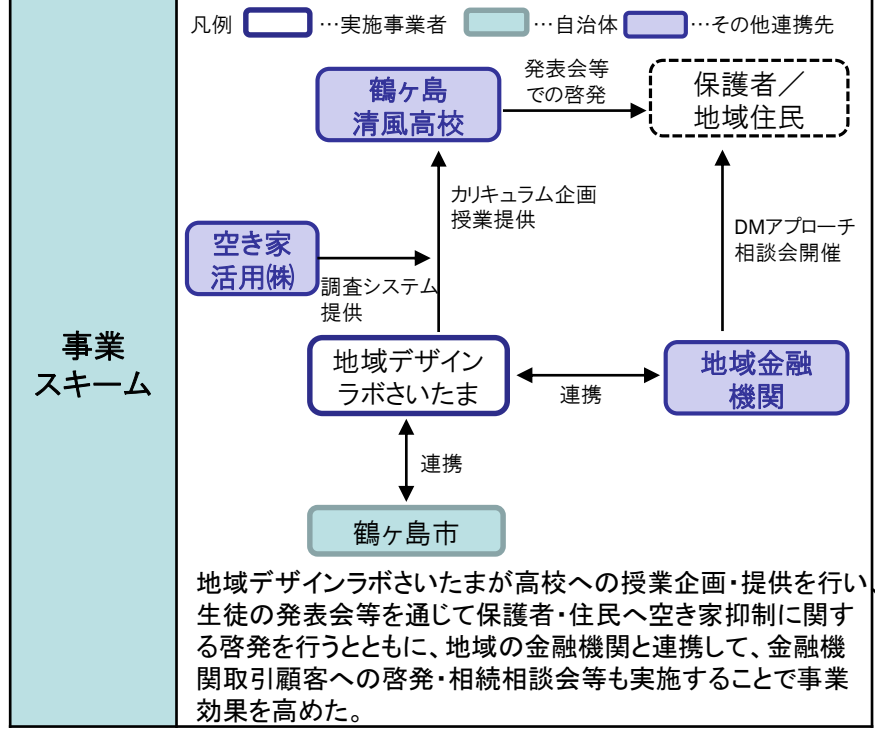 凡例 …実施事業者 …自治体 …その他連携先
鶴ヶ島
清風高校
発表会等
での啓発
保護者／
地域住民
カリキュラム企画
授業提供
空き家
活用㈱
調査システム
提供
DMアプローチ
相談会開催
事業
スキーム
地域デザイン
ラボさいたま
連携
地域金融
機関
連携
鶴ヶ島市
地域デザインラボさいたまが高校への授業企画・提供を行い、
生徒の発表会等を通じて保護者・住民へ空き家抑制に関す
る啓発を行うとともに、地域の金融機関と連携して、金融機
関取引顧客への啓発・相続相談会等も実施することで事業
効果を高めた。